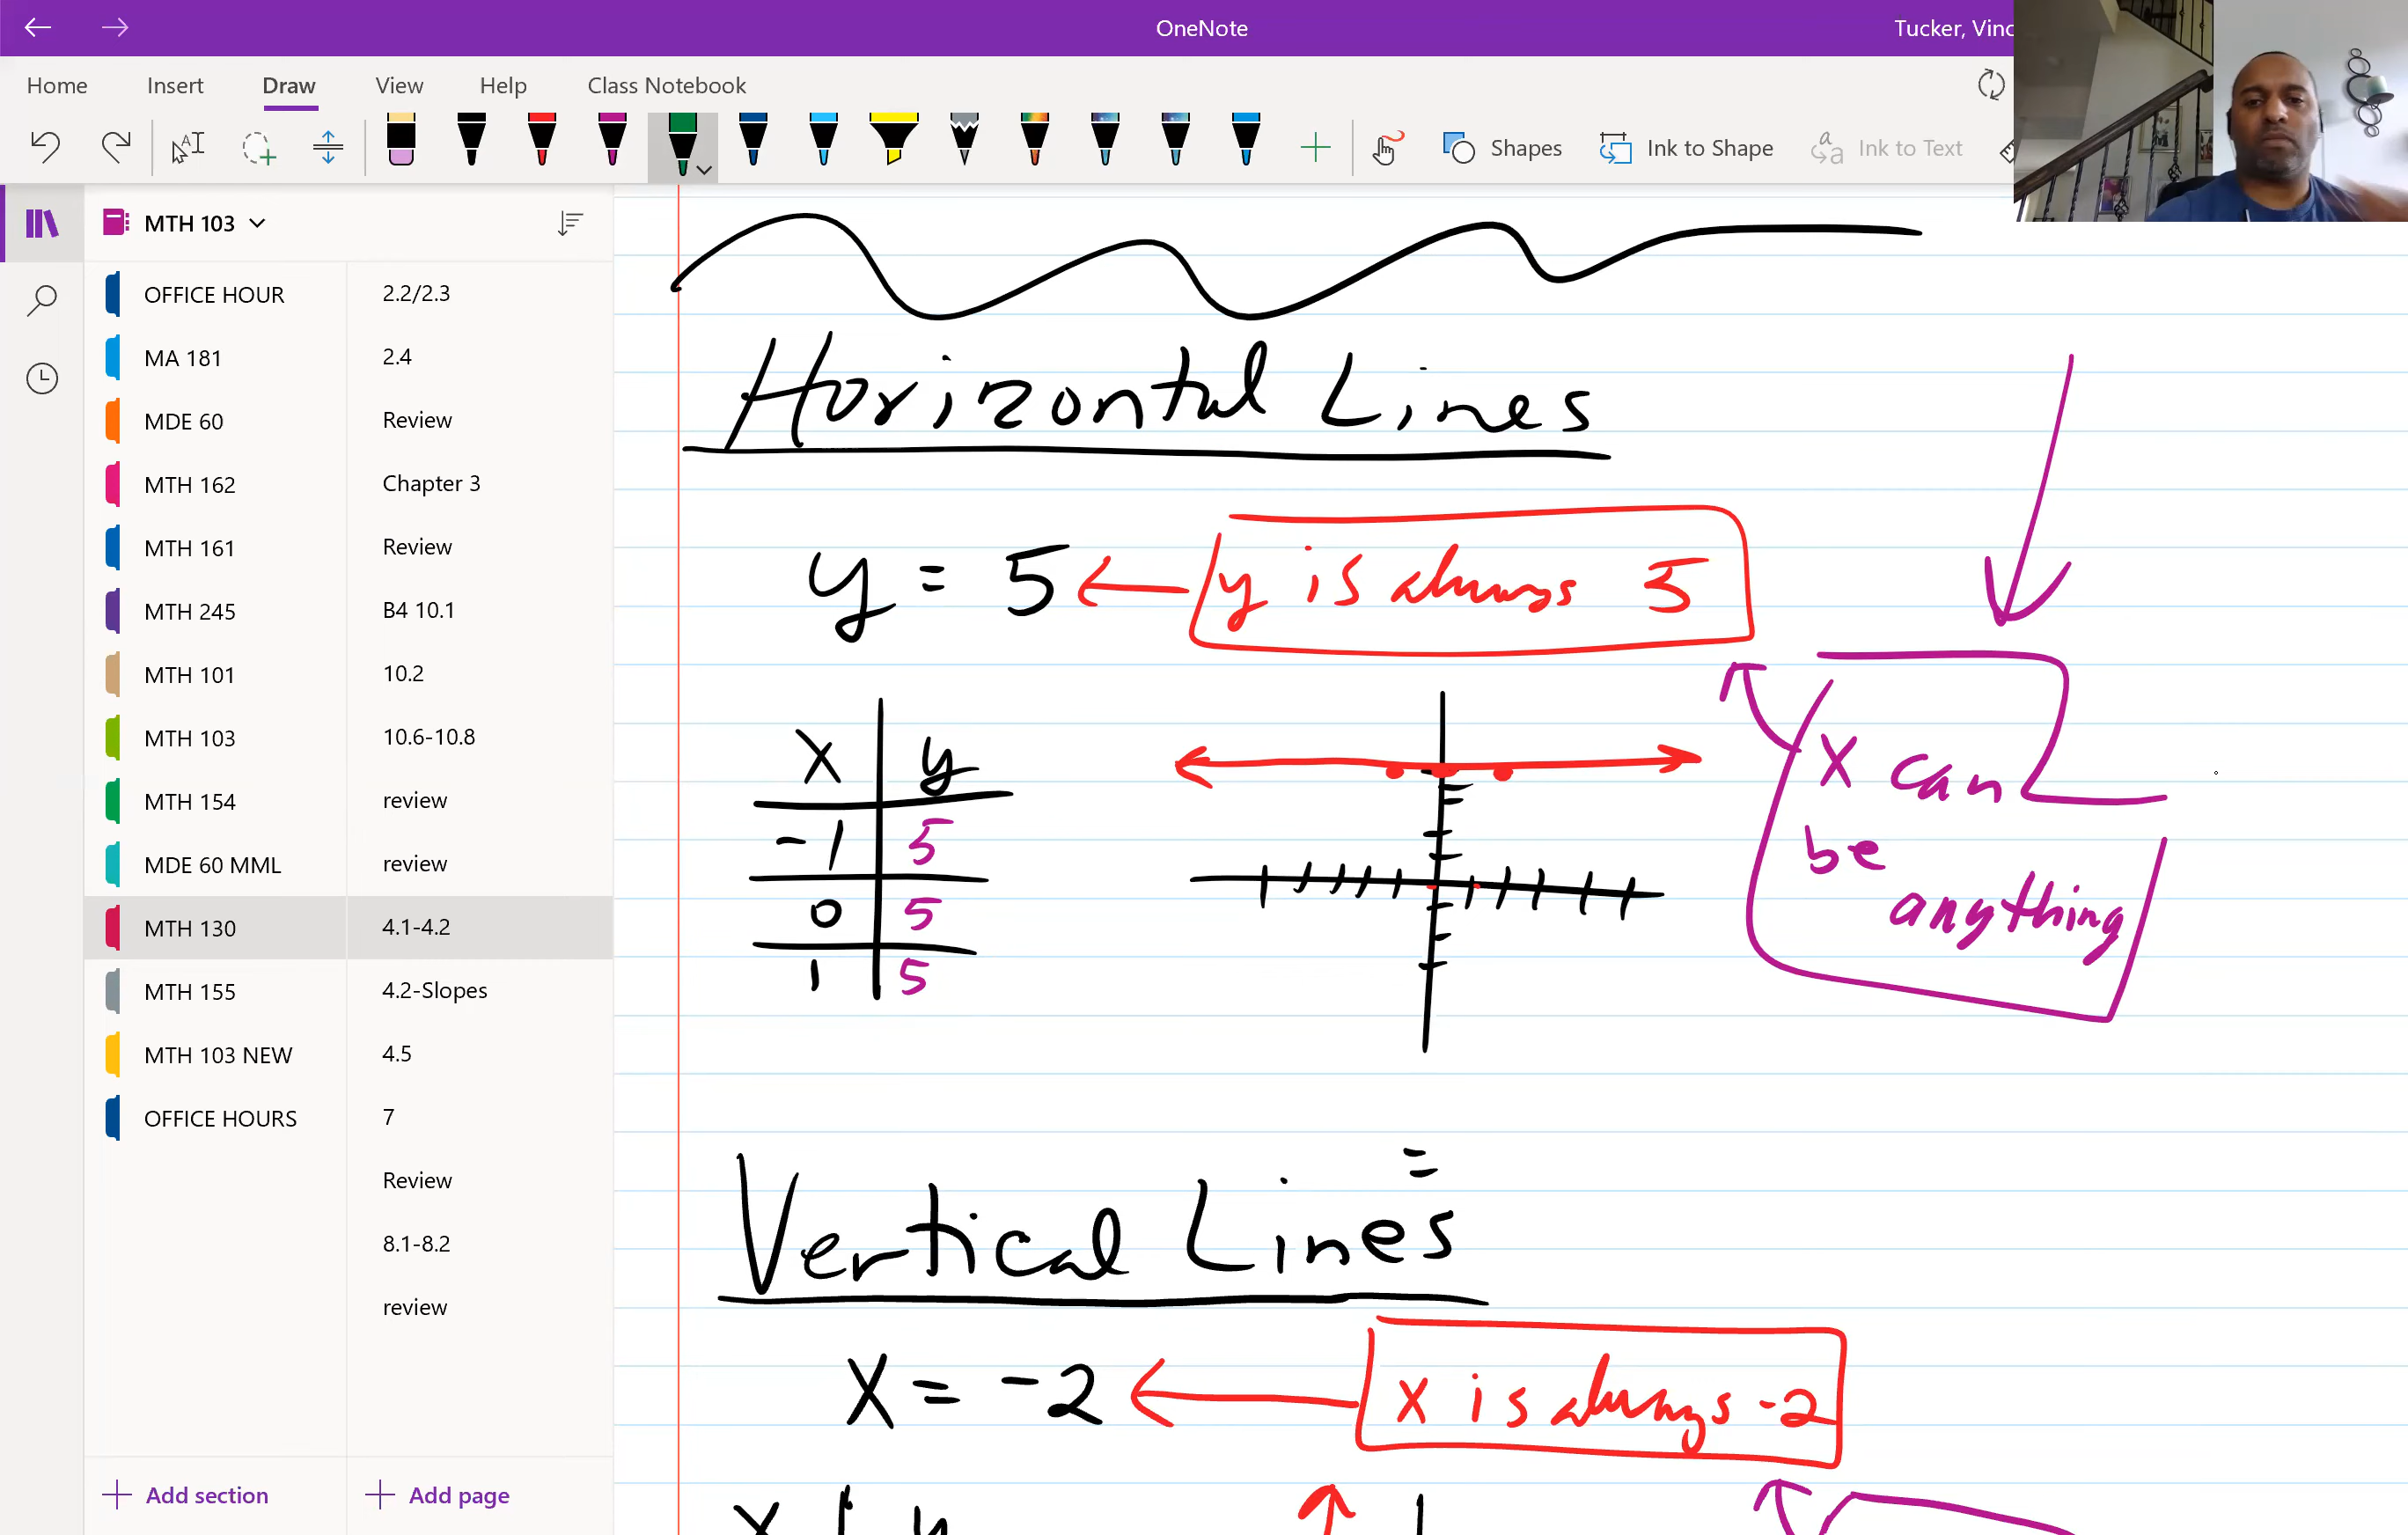 OneNote
Tucker, Vinc
Home Insert Draw View Help Class Notebook
Shapes Ink to Shape Ink to Text
MTH 103
OFFICE HOUR
MA 181
MDE 60
MTH 162
MTH 161
MTH 245
MTH 101
MTH 103
MTH 154
MDE 60 MML
MTH 130
MTH 155
MTH 103 NEW
OFFICE HOURS
Add section
2.2/2.3
2.4
Review
Chapter 3
Review
B4 10.1
10.2
10.6-10.8
review
review
4.1-4.2
4.2-Slopes
4.5
7
Review
8.1-8.2
review
Add page
Horizontal Lines
y = 5
y is always 5
x y
-1 5
0 5
1 5
x can
be
anything
Vertical Lines
=
x = -2
x is always -2
x y